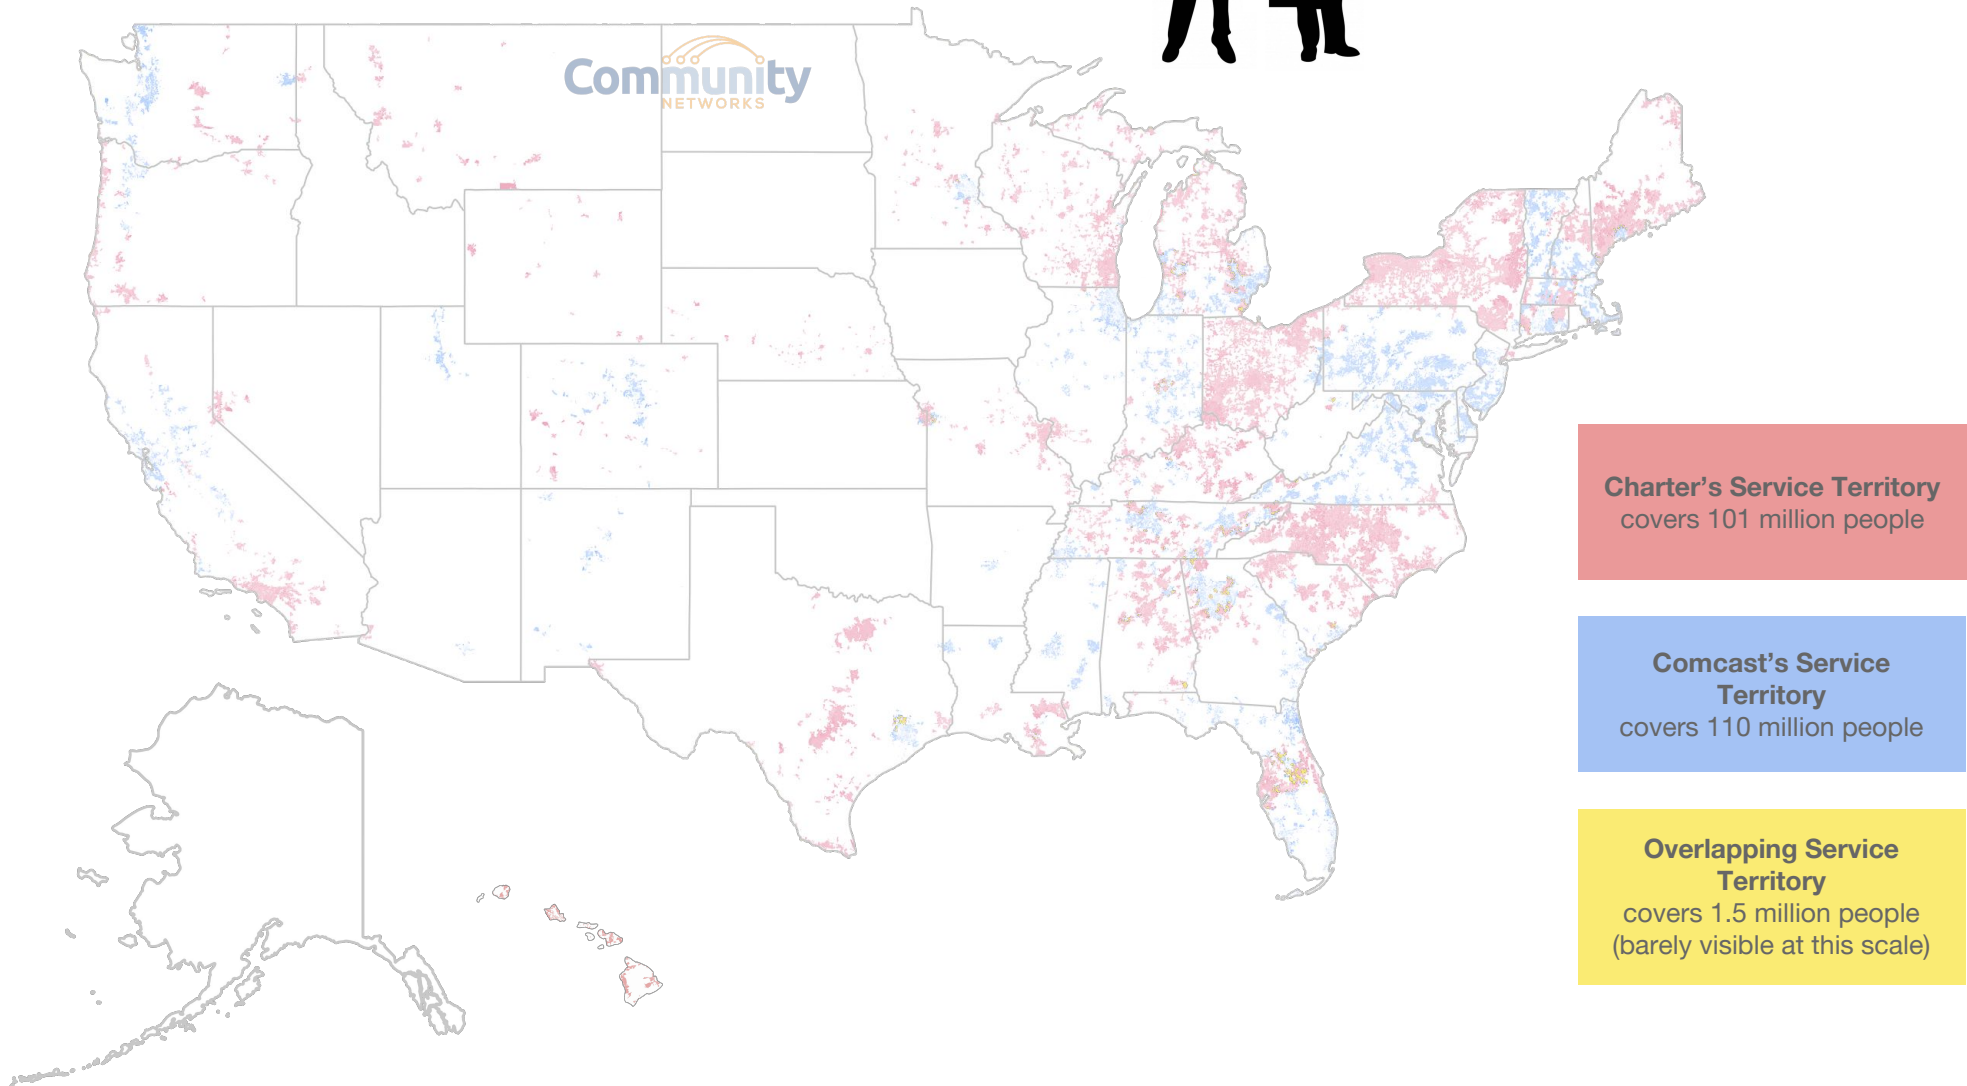 Community
NETWORKS
Charter’s Service Territory
covers 101 million people
Comcast’s Service
Territory
covers 110 million people
Overlapping Service
Territory
covers 1.5 million people
(barely visible at this scale)